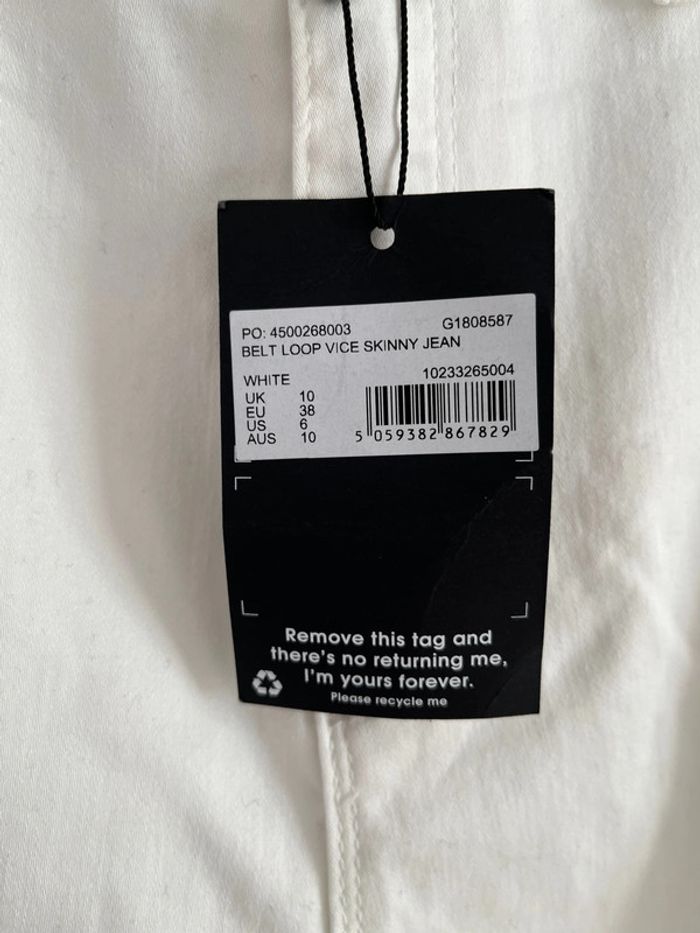 PO: 4500268003 G1808587
BELT LOOP VICE SKINNY JEAN
WHITE 10233265004
UK 10
EU 38
US 6
AUS 10
5 059382 867829
Remove this tag and
there's no returning me,
I'm yours forever.
Please recycle me